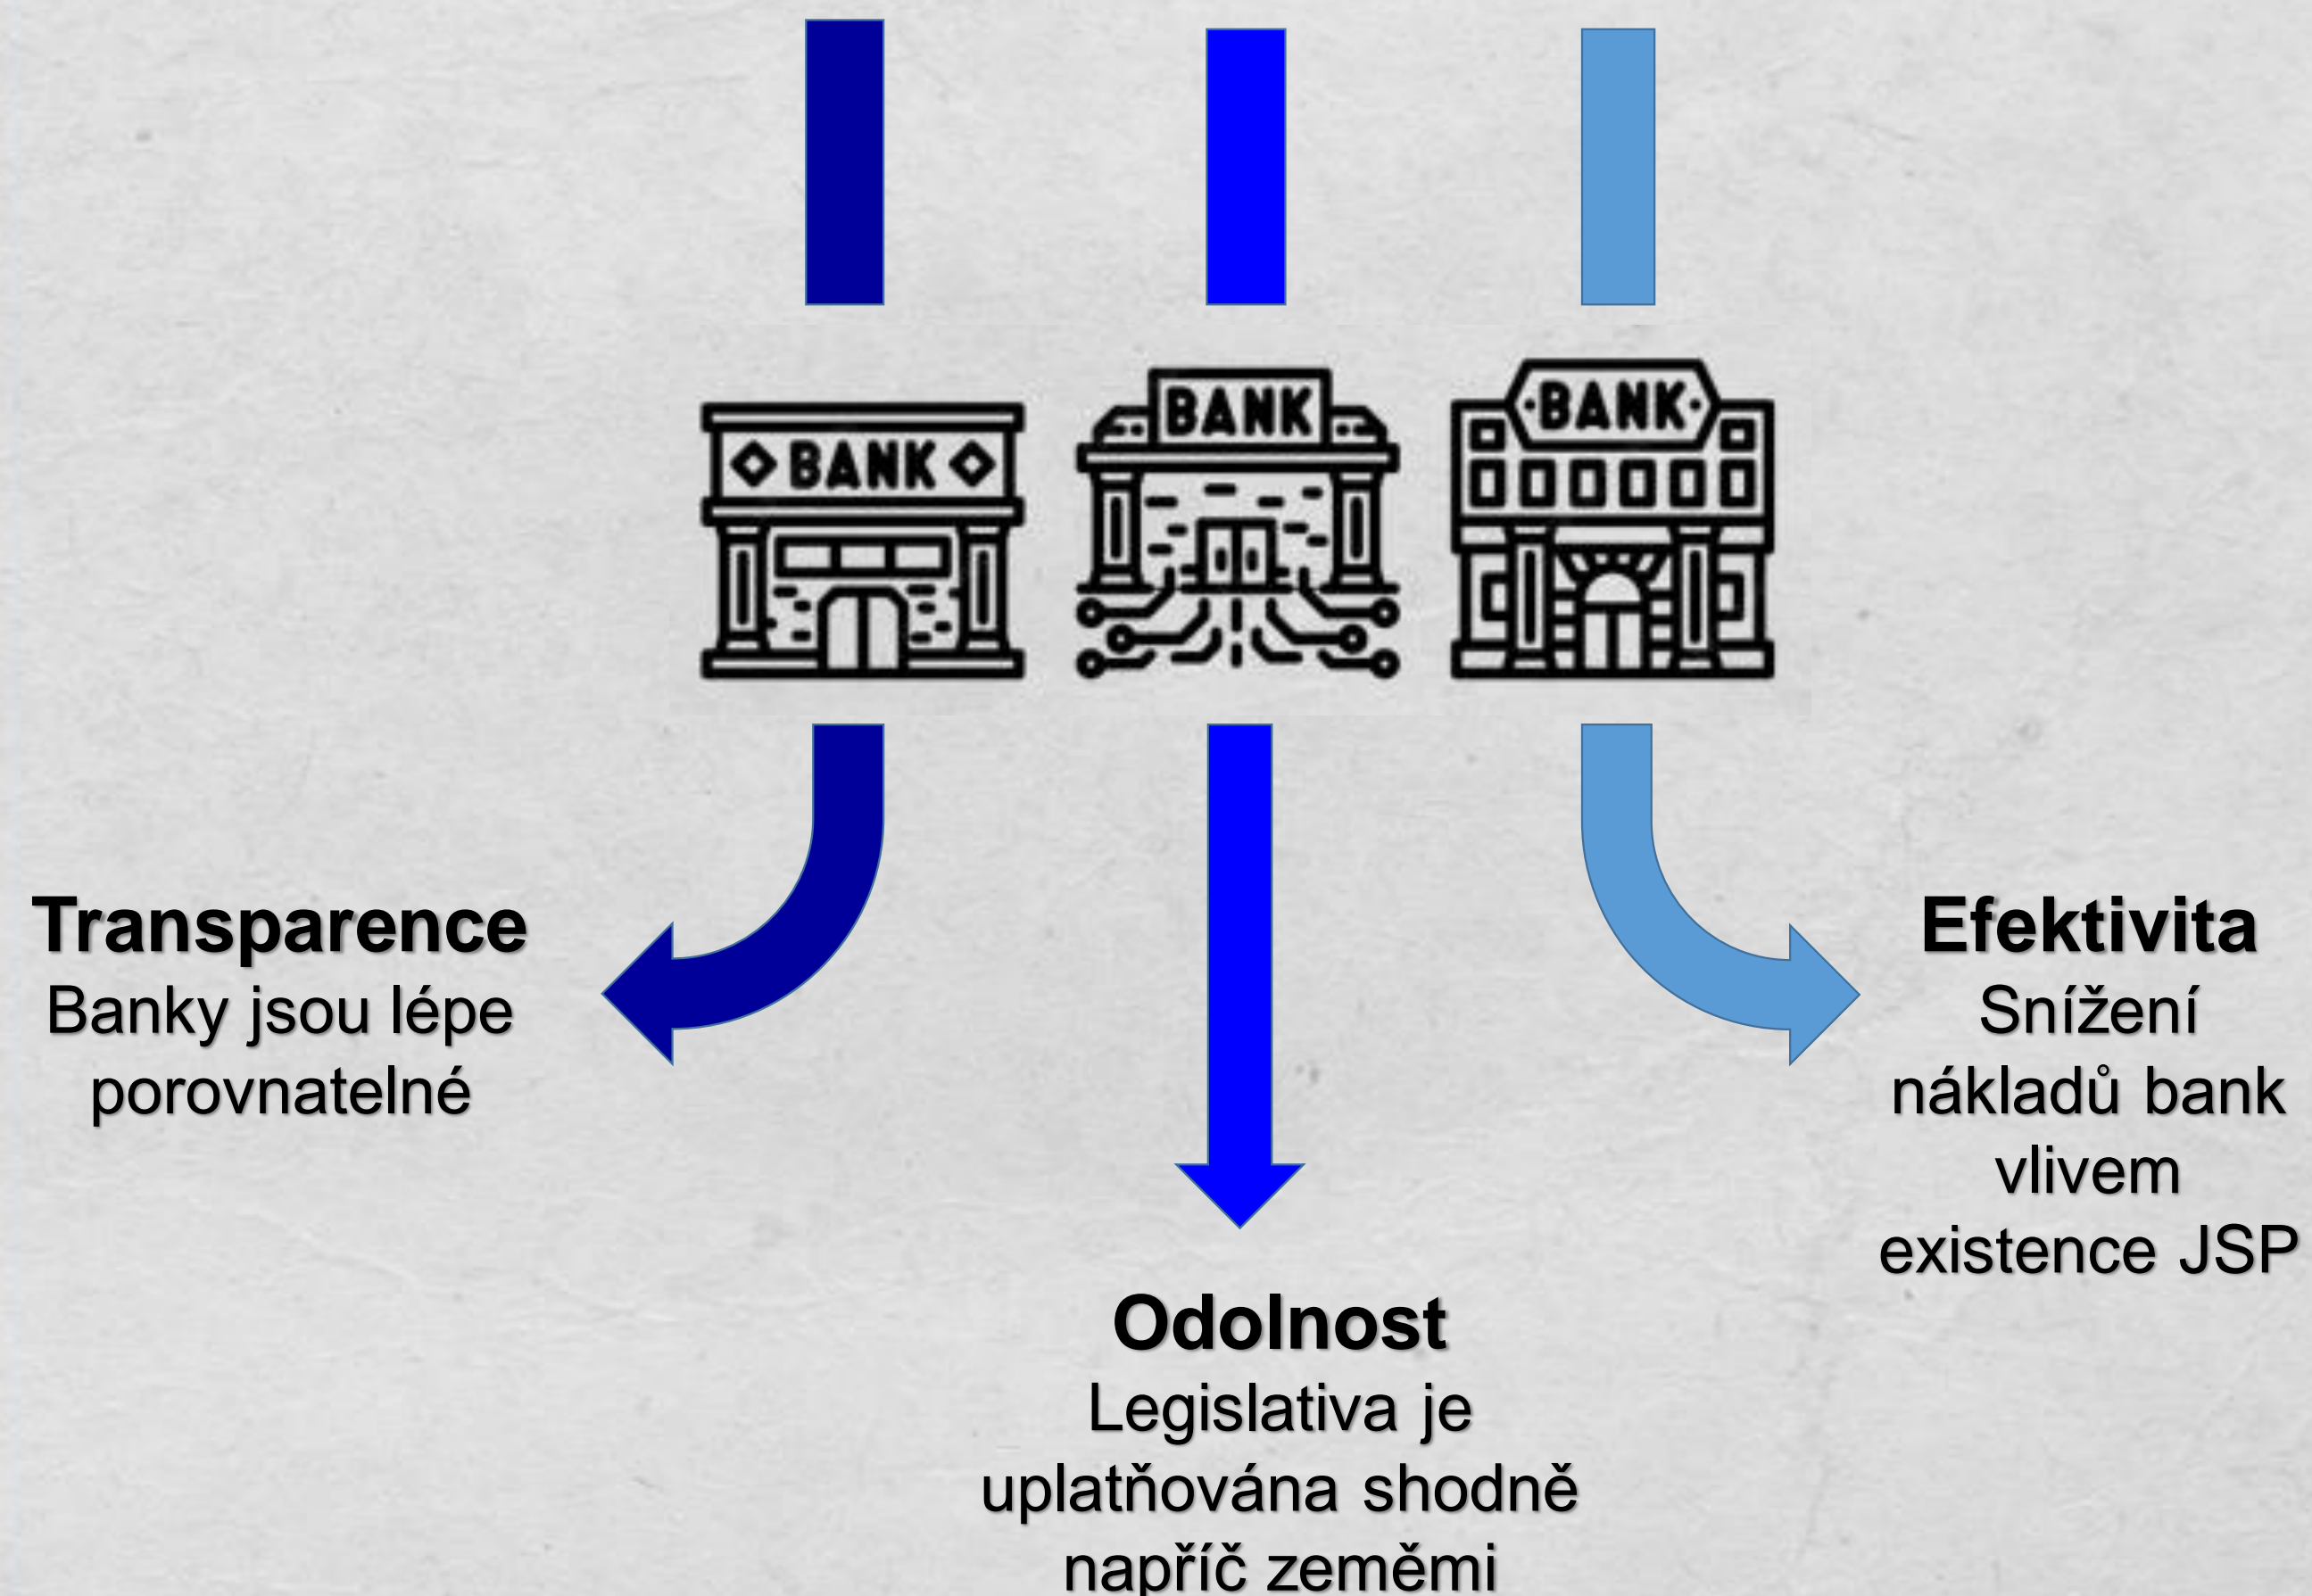 BANK
BANK
BANK
Transparence
Banky jsou lépe
porovnatelné
Efektivita
Snížení
nákladů bank
vlivem
existence JSP
Odolnost
Legislativa je
uplatňována shodně
napříč zeměmi